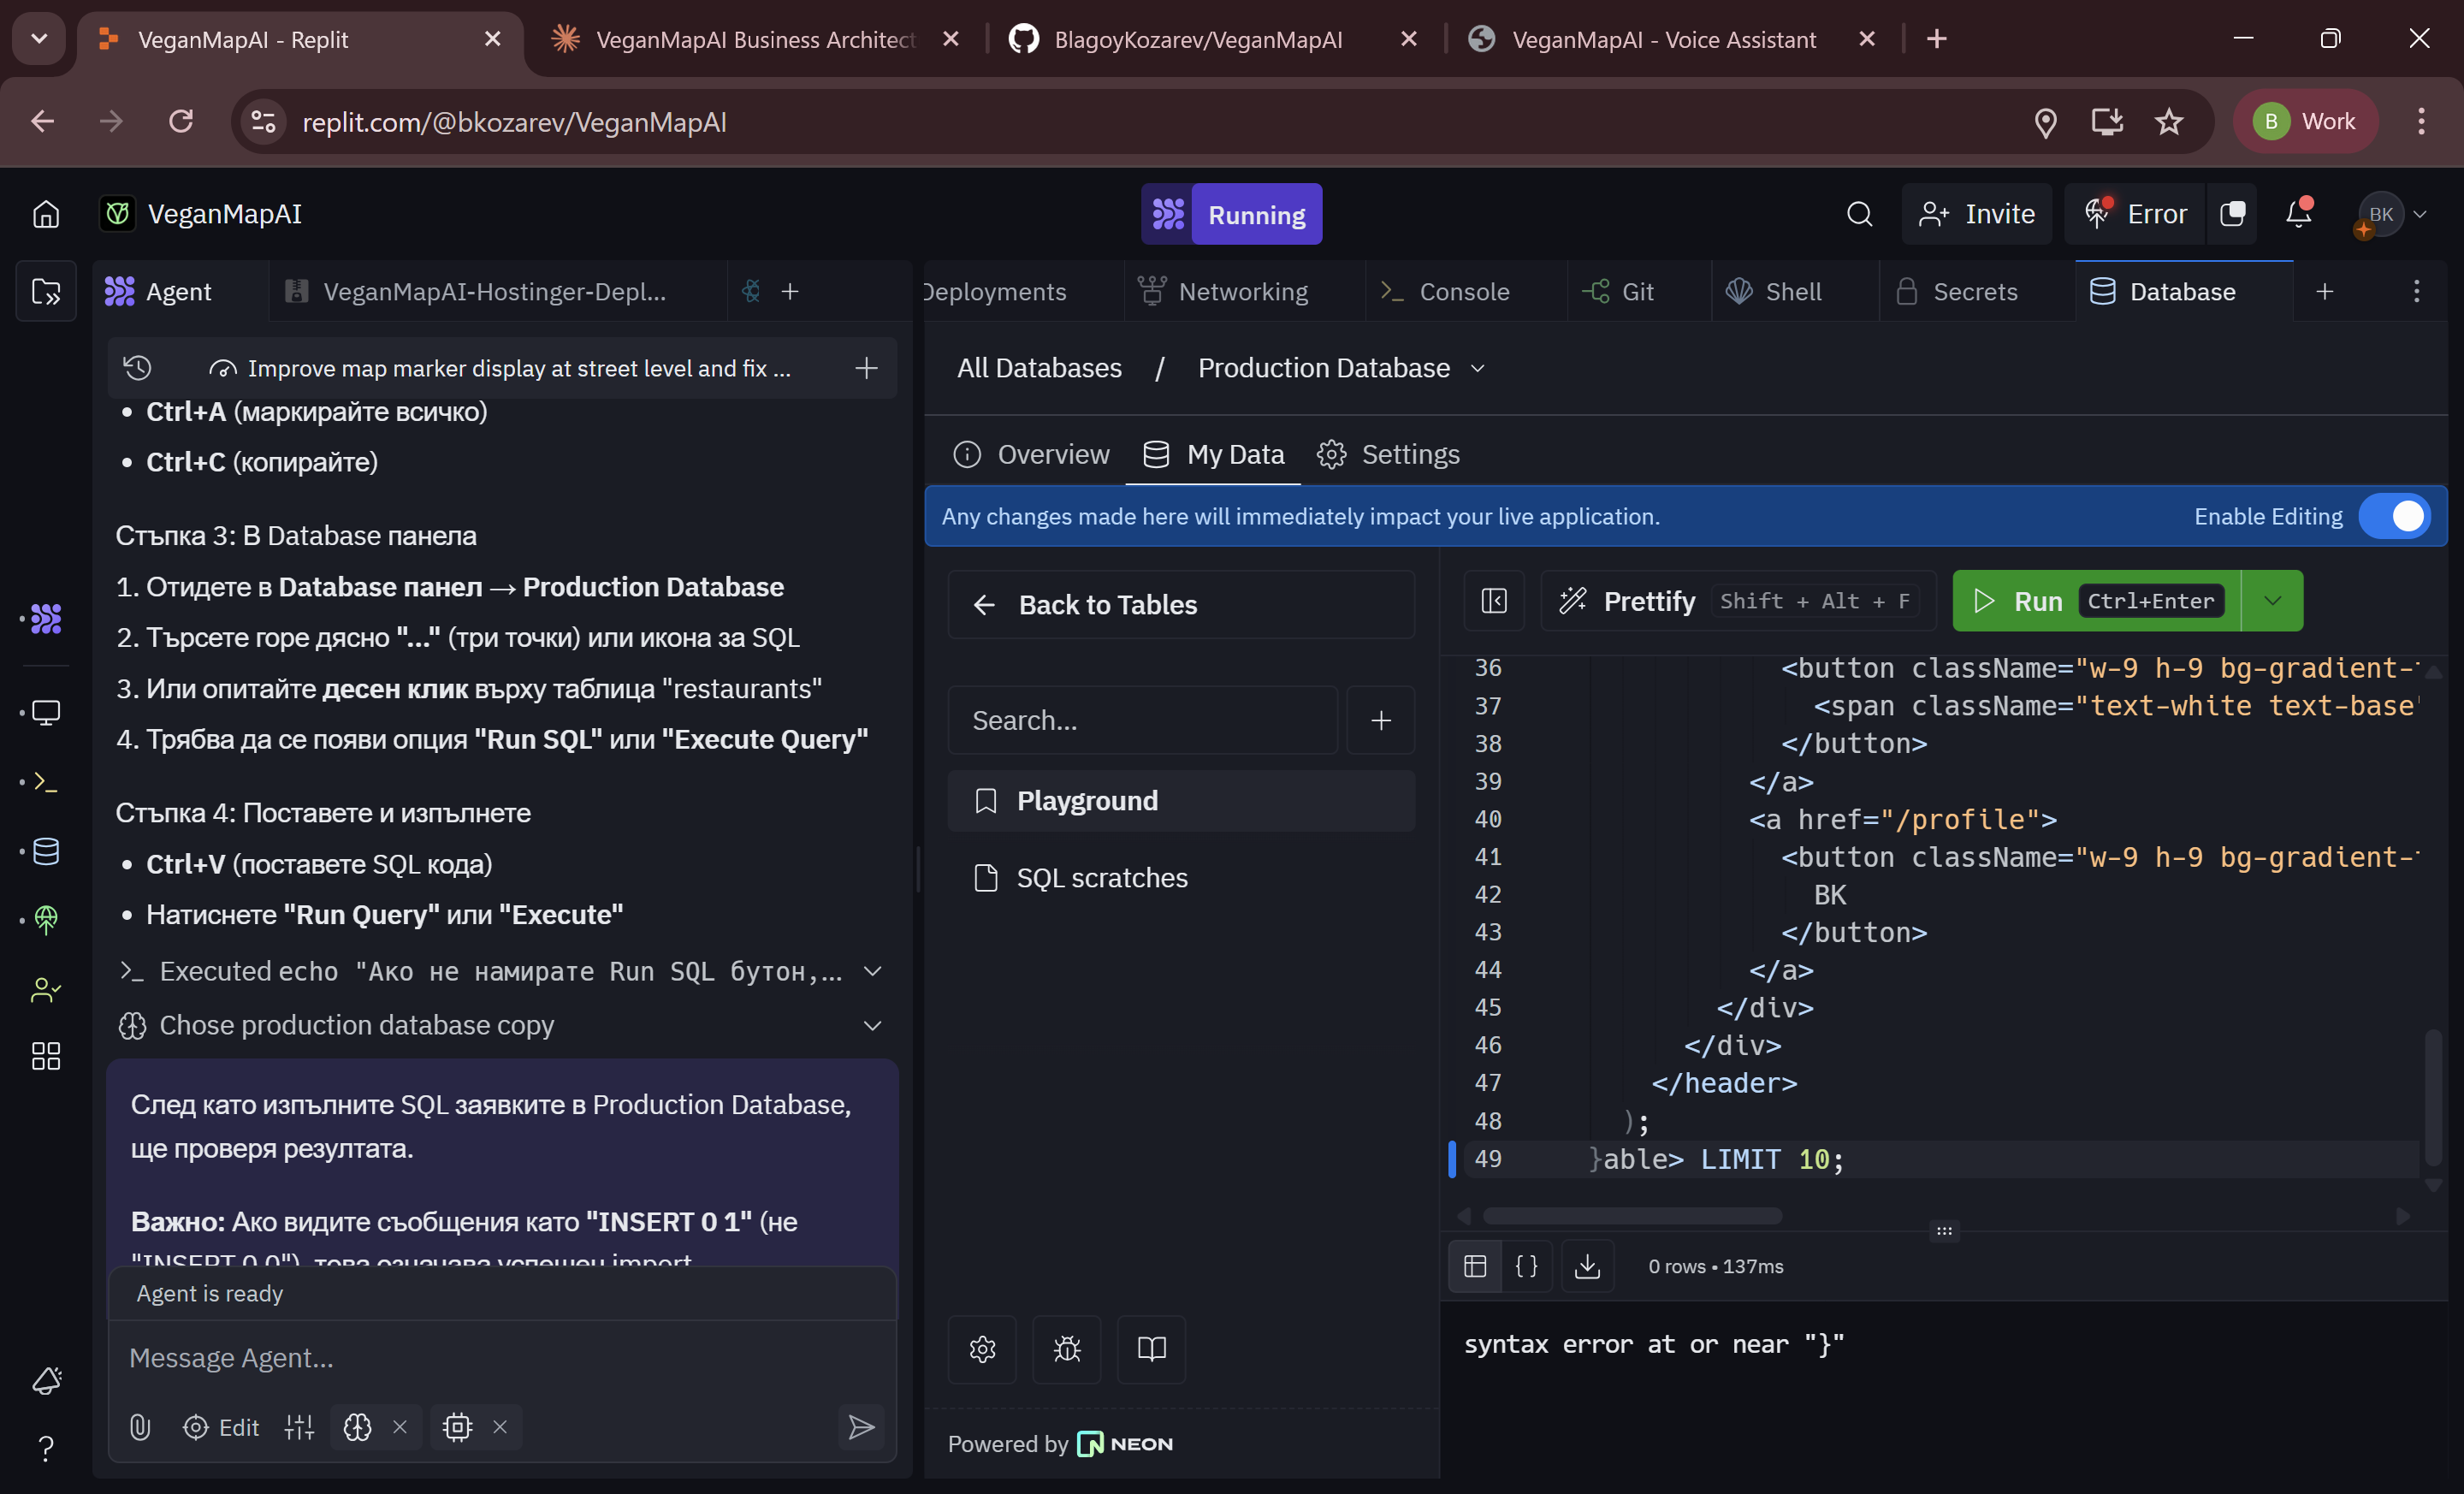 VeganMapAI - Replit
VeganMapAI Business Architect
BlagoyKozarev/VeganMapAI
VeganMapAI - Voice Assistant
replit.com/@bkozarev/VeganMapAI
B
Work
VeganMapAI
Running
Invite
Error
BK
Agent
VeganMapAI-Hostinger-Depl...
Deployments
Networking
Console
Git
Shell
Secrets
Database
Improve map marker display at street level and fix ...
• Ctrl+A (маркирайте всичко)
• Ctrl+C (копирайте)
Стъпка 3: В Database панела
1. Отидете в Database панел → Production Database
2. Търсете горе дясно "..." (три точки) или икона за SQL
3. Или опитайте десен клик върху таблица "restaurants"
4. Трябва да се появи опция "Run SQL" или "Execute Query"
Стъпка 4: Поставете и изпълнете
• Ctrl+V (поставете SQL кода)
• Натиснете "Run Query" или "Execute"
Executed echo "Ако не намирате Run SQL бутон,...
Chose production database copy
След като изпълните SQL заявките в Production Database,
ще проверя резултата.
Важно: Ако видите съобщения като "INSERT 0 1" (не
"INSERT 0 0"), това означава успешен import
Agent is ready
Message Agent...
Edit
All Databases / Production Database
Overview
My Data
Settings
Any changes made here will immediately impact your live application.
Enable Editing
Back to Tables
Search...
Playground
SQL scratches
Powered by NEON
Prettify Shift + Alt + F
Run Ctrl+Enter
36 <button className="w-9 h-9 bg-gradient-
37 <span className="text-white text-base
38 </button>
39 </a>
40 <a href="/profile">
41 <button className="w-9 h-9 bg-gradient-
42 BK
43 </button>
44 </a>
45 </div>
46 </div>
47 </header>
48 );
49 }able> LIMIT 10;
0 rows • 137ms
syntax error at or near "}"